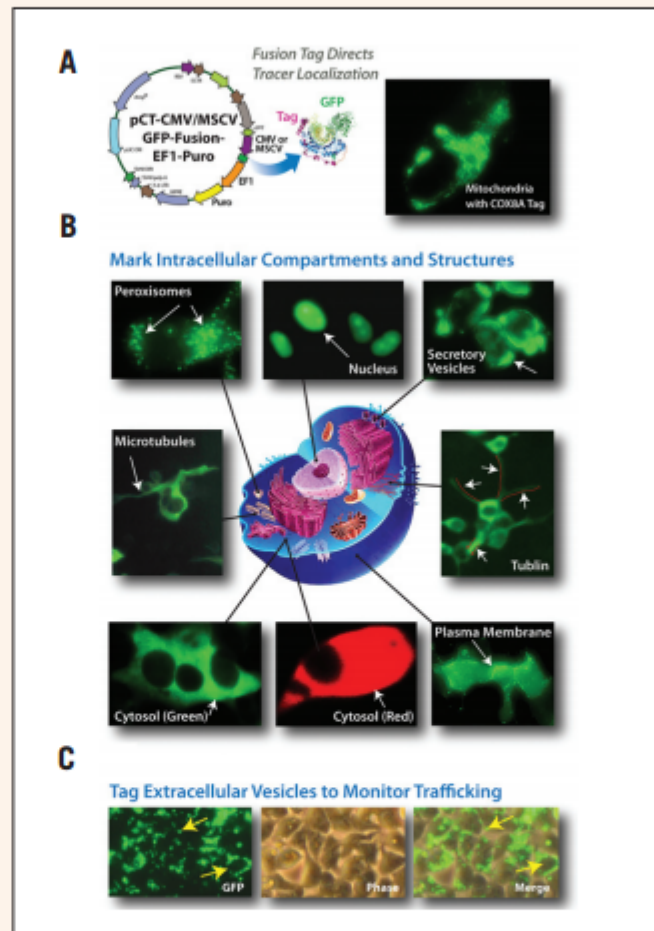 A
Fusion Tag Directs
Tracer Localization
pCT-CMV/MSCV
GFP-Fusion-
EF1-Puro
CMV or
MSCV
EF1
Puro
Tag
GFP
Mitochondria
with COX8A Tag
B
Mark Intracellular Compartments and Structures
Peroxisomes
Nucleus
Secretory
Vesicles
Microtubules
Tublin
Cytosol (Green)
Cytosol (Red)
Plasma Membrane
C
Tag Extracellular Vesicles to Monitor Trafficking
GFP
Phase
Merge